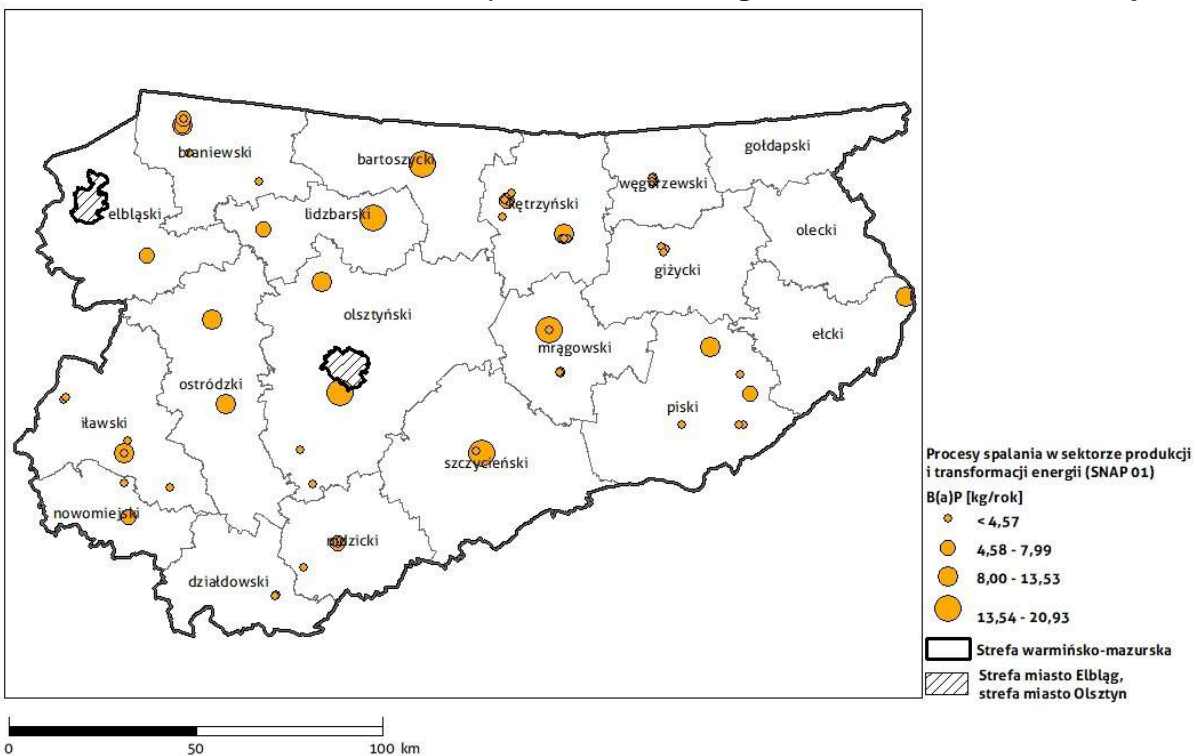 braniewski
bartoszycki
gołdapski
węgorzewski
kętrzyński
elbląski
lidzbarski
olecki
giżycki
olsztyński
ełcki
mrągowski
ostródzki
piski
iławski
szczycieński
nowomiejski
nidzicki
działdowski
Procesy spalania w sektorze produkcji
i transformacji energii (SNAP 01)
B(a)P [kg/rok]
< 4,57
4,58 - 7,99
8,00 - 13,53
13,54 - 20,93
Strefa warmińsko-mazurska
Strefa miasto Elbląg,
strefa miasto Olsztyn
0 50 100 km